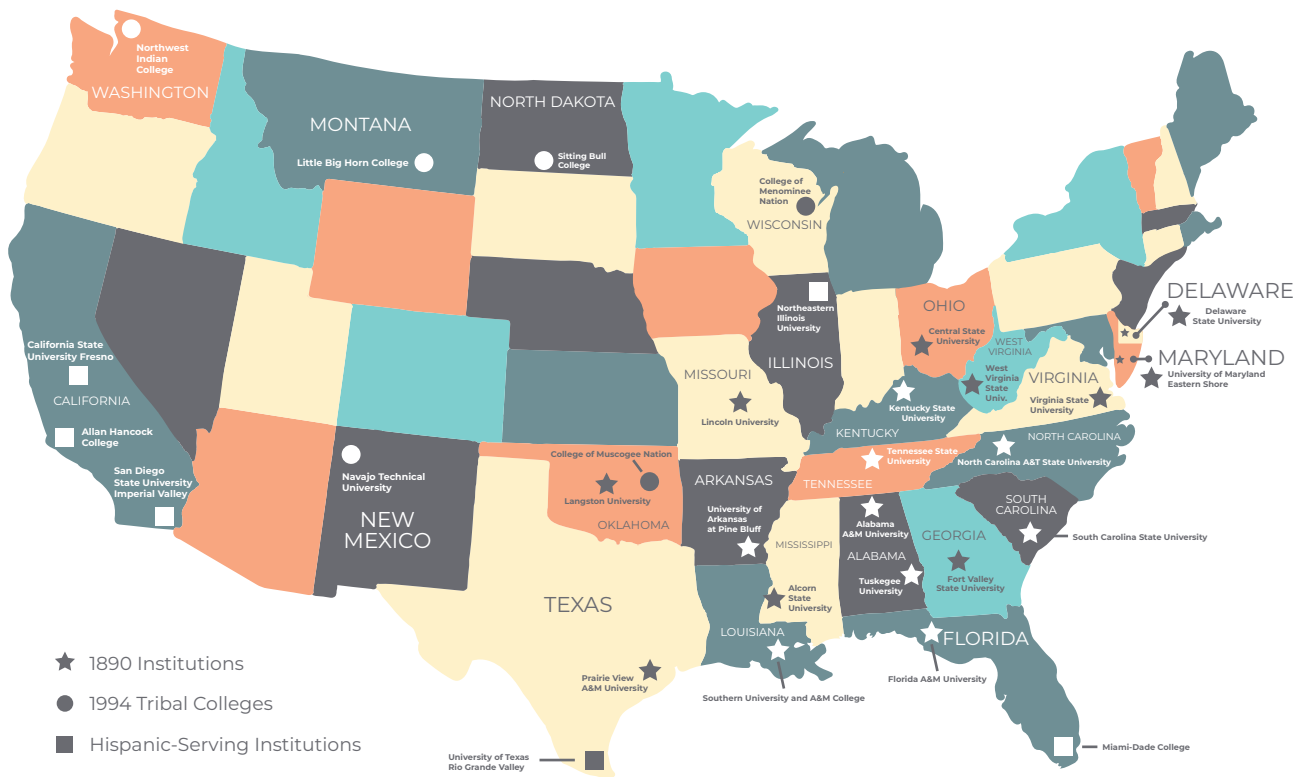 Northwest
Indian
College
WASHINGTON
MONTANA
Little Big Horn College
NORTH DAKOTA
Sitting Bull
College
College of
Menominee
Nation
WISCONSIN
Northeastern
Illinois
University
ILLINOIS
OHIO
Central State
University
DELAWARE
Delaware
State University
MARYLAND
University of Maryland
Eastern Shore
WEST
VIRGINIA
West
Virginia
State
Univ.
VIRGINIA
Virginia State
University
California State
University Fresno
CALIFORNIA
Allan Hancock
College
San Diego
State University
Imperial Valley
Navajo Technical
University
NEW
MEXICO
MISSOURI
Lincoln University
Kentucky State
University
KENTUCKY
NORTH CAROLINA
North Carolina A&T State University
Tennessee State
University
TENNESSEE
College of Muscogee Nation
Langston University
OKLAHOMA
ARKANSAS
University of
Arkansas
at Pine Bluff
SOUTH
CAROLINA
South Carolina State University
Alabama
A&M University
ALABAMA
Tuskegee
University
GEORGIA
Fort Valley
State University
MISSISSIPPI
Alcorn
State
University
TEXAS
Prairie View
A&M University
LOUISIANA
Southern University and A&M College
FLORIDA
Florida A&M University
Miami-Dade College
University of Texas
Rio Grande Valley
1890 Institutions
1994 Tribal Colleges
Hispanic-Serving Institutions